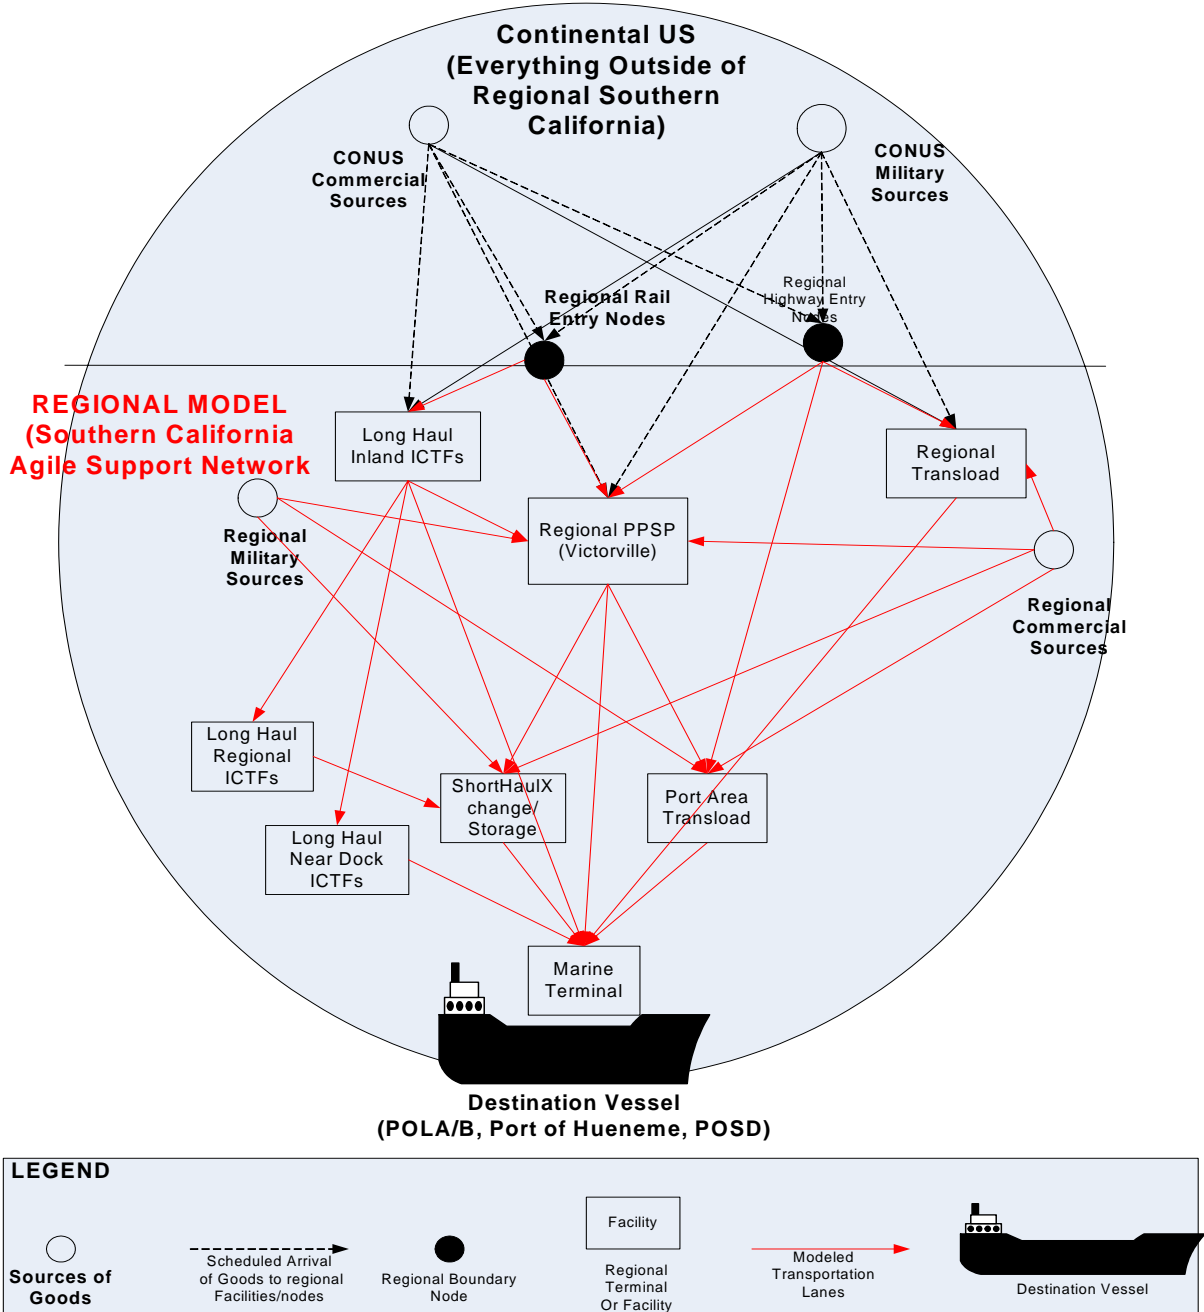 Continental US
(Everything Outside of
Regional Southern
California)
CONUS
Commercial
Sources
CONUS
Military
Sources
Regional Rail
Entry Nodes
Regional
Highway Entry
Nodes
REGIONAL MODEL
(Southern California
Agile Support Network
Long Haul
Inland ICTFs
Regional
Transload
Regional
Military
Sources
Regional PPSP
(Victorville)
Regional
Commercial
Sources
Long Haul
Regional
ICTFs
ShortHaulX
change/
Storage
Port Area
Transload
Long Haul
Near Dock
ICTFs
Marine
Terminal
Destination Vessel
(POLA/B, Port of Hueneme, POSD)
LEGEND
Sources of
Goods
Scheduled Arrival
of Goods to regional
Facilities/nodes
Regional Boundary
Node
Facility
Regional
Terminal
Or Facility
Modeled
Transportation
Lanes
Destination Vessel